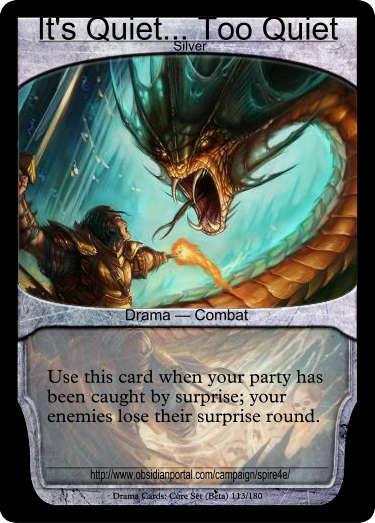 It's Quiet... Too Quiet
Silver
Drama — Combat
Use this card when your party has
been caught by surprise; your
enemies lose their surprise round.
http://www.obsidianportal.com/campaign/spire4e/
Drama Cards: Core Set (Beta) 113/180